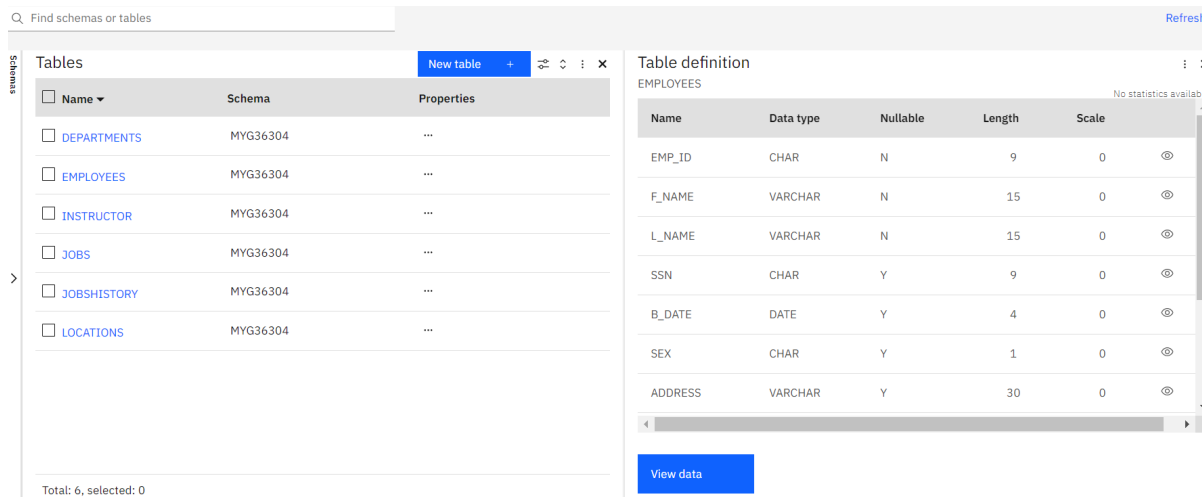 Find schemas or tables
Refresh
Schemas
Tables
New table +
Name Schema Properties
DEPARTMENTS MYG36304 ...
EMPLOYEES MYG36304 ...
INSTRUCTOR MYG36304 ...
JOBS MYG36304 ...
JOBSHISTORY MYG36304 ...
LOCATIONS MYG36304 ...
Total: 6, selected: 0
Table definition
EMPLOYEES
No statistics availab
Name Data type Nullable Length Scale
EMP_ID CHAR N 9 0
F_NAME VARCHAR N 15 0
L_NAME VARCHAR N 15 0
SSN CHAR Y 9 0
B_DATE DATE Y 4 0
SEX CHAR Y 1 0
ADDRESS VARCHAR Y 30 0
View data